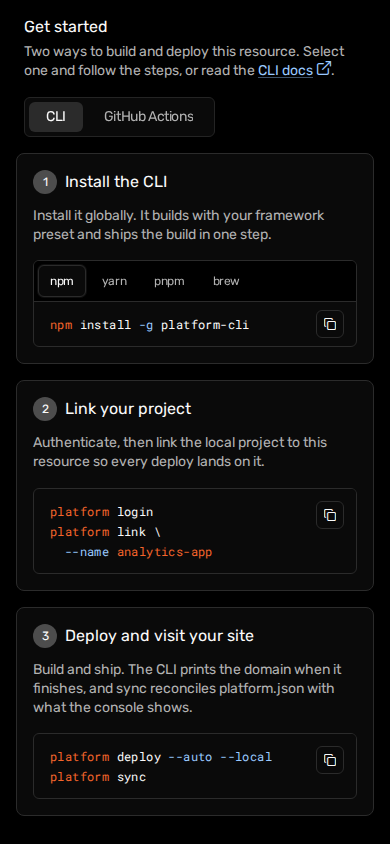 Get started
Two ways to build and deploy this resource. Select
one and follow the steps, or read the CLI docs.
CLI GitHub Actions
1 Install the CLI
Install it globally. It builds with your framework
preset and ships the build in one step.
npm yarn pnpm brew
npm install -g platform-cli
2 Link your project
Authenticate, then link the local project to this
resource so every deploy lands on it.
platform login
platform link \
--name analytics-app
3 Deploy and visit your site
Build and ship. The CLI prints the domain when it
finishes, and sync reconciles platform.json with
what the console shows.
platform deploy --auto --local
platform sync